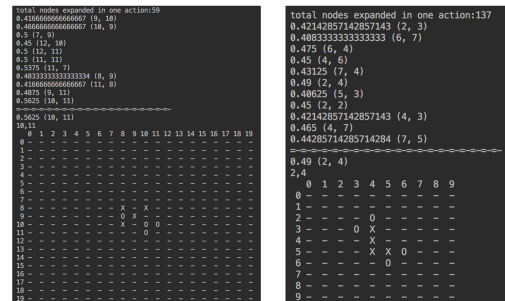 total nodes expanded in one action:59
0.4166666666666667 (9, 10)
0.4666666666666667 (10, 9)
0.5 (7, 9)
0.45 (12, 10)
0.5 (12, 11)
0.5 (11, 11)
0.5375 (11, 7)
0.48333333333333334 (8, 9)
0.4166666666666667 (11, 8)
0.4875 (9, 11)
0.5625 (10, 11)
0.5625 (10, 11)
10,11
0 1 2 3 4 5 6 7 8 9 10 11 12 13 14 15 16 17 18 19
0 - - - - - - - - - - - - - - - - - - - -
1 - - - - - - - - - - - - - - - - - - - -
2 - - - - - - - - - - - - - - - - - - - -
3 - - - - - - - - - - - - - - - - - - - -
4 - - - - - - - - - - - - - - - - - - - -
5 - - - - - - - - - - - - - - - - - - - -
6 - - - - - - - - - - - - - - - - - - - -
7 - - - - - - - - - - - - - - - - - - - -
8 - - - - - - - - X - X - - - - - - - - -
9 - - - - - - - - O X - - - - - - - - - -
10 - - - - - - - - X - O O - - - - - - - -
11 - - - - - - - - - - O - - - - - - - - -
12 - - - - - - - - - - - - - - - - - - - -
13 - - - - - - - - - - - - - - - - - - - -
14 - - - - - - - - - - - - - - - - - - - -
15 - - - - - - - - - - - - - - - - - - - -
16 - - - - - - - - - - - - - - - - - - - -
17 - - - - - - - - - - - - - - - - - - - -
18 - - - - - - - - - - - - - - - - - - - -
19 - - - - - - - - - - - - - - - - - - - -
total nodes expanded in one action:137
0.42142857142857143 (2, 3)
0.4083333333333333 (6, 7)
0.475 (6, 4)
0.45 (4, 6)
0.43125 (7, 4)
0.49 (2, 4)
0.40625 (5, 3)
0.45 (2, 2)
0.42142857142857143 (4, 3)
0.465 (4, 7)
0.44285714285714284 (7, 5)
0.49 (2, 4)
2,4
0 1 2 3 4 5 6 7 8 9
0 - - - - - - - - - -
1 - - - - - - - - - -
2 - - - - O - - - - -
3 - - - O X - - - - -
4 - - - - X - - - - -
5 - - - - X X O - - -
6 - - - - - O - - - -
7 - - - - - - - - - -
8 - - - - - - - - - -
9 - - - - - - - - - -